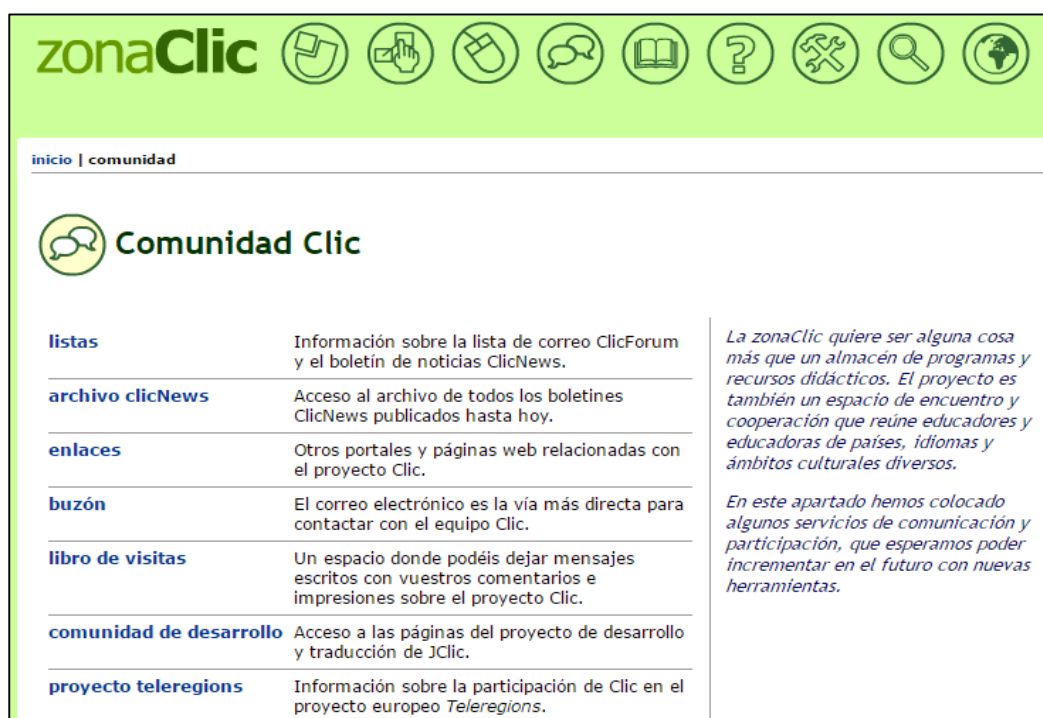 zonaClic
inicio | comunidad
Comunidad Clic
listas
Información sobre la lista de correo ClicForum
y el boletín de noticias ClicNews.
archivo clicNews
Acceso al archivo de todos los boletines
ClicNews publicados hasta hoy.
enlaces
Otros portales y páginas web relacionadas con
el proyecto Clic.
buzón
El correo electrónico es la vía más directa para
contactar con el equipo Clic.
libro de visitas
Un espacio donde podéis dejar mensajes
escritos con vuestros comentarios e
impresiones sobre el proyecto Clic.
comunidad de desarrollo
Acceso a las páginas del proyecto de desarrollo
y traducción de JClic.
proyecto teleregions
Información sobre la participación de Clic en el
proyecto europeo Teleregions.
La zonaClic quiere ser alguna cosa
más que un almacén de programas y
recursos didácticos. El proyecto es
también un espacio de encuentro y
cooperación que reúne educadores y
educadoras de países, idiomas y
ámbitos culturales diversos.
En este apartado hemos colocado
algunos servicios de comunicación y
participación, que esperamos poder
incrementar en el futuro con nuevas
herramientas.